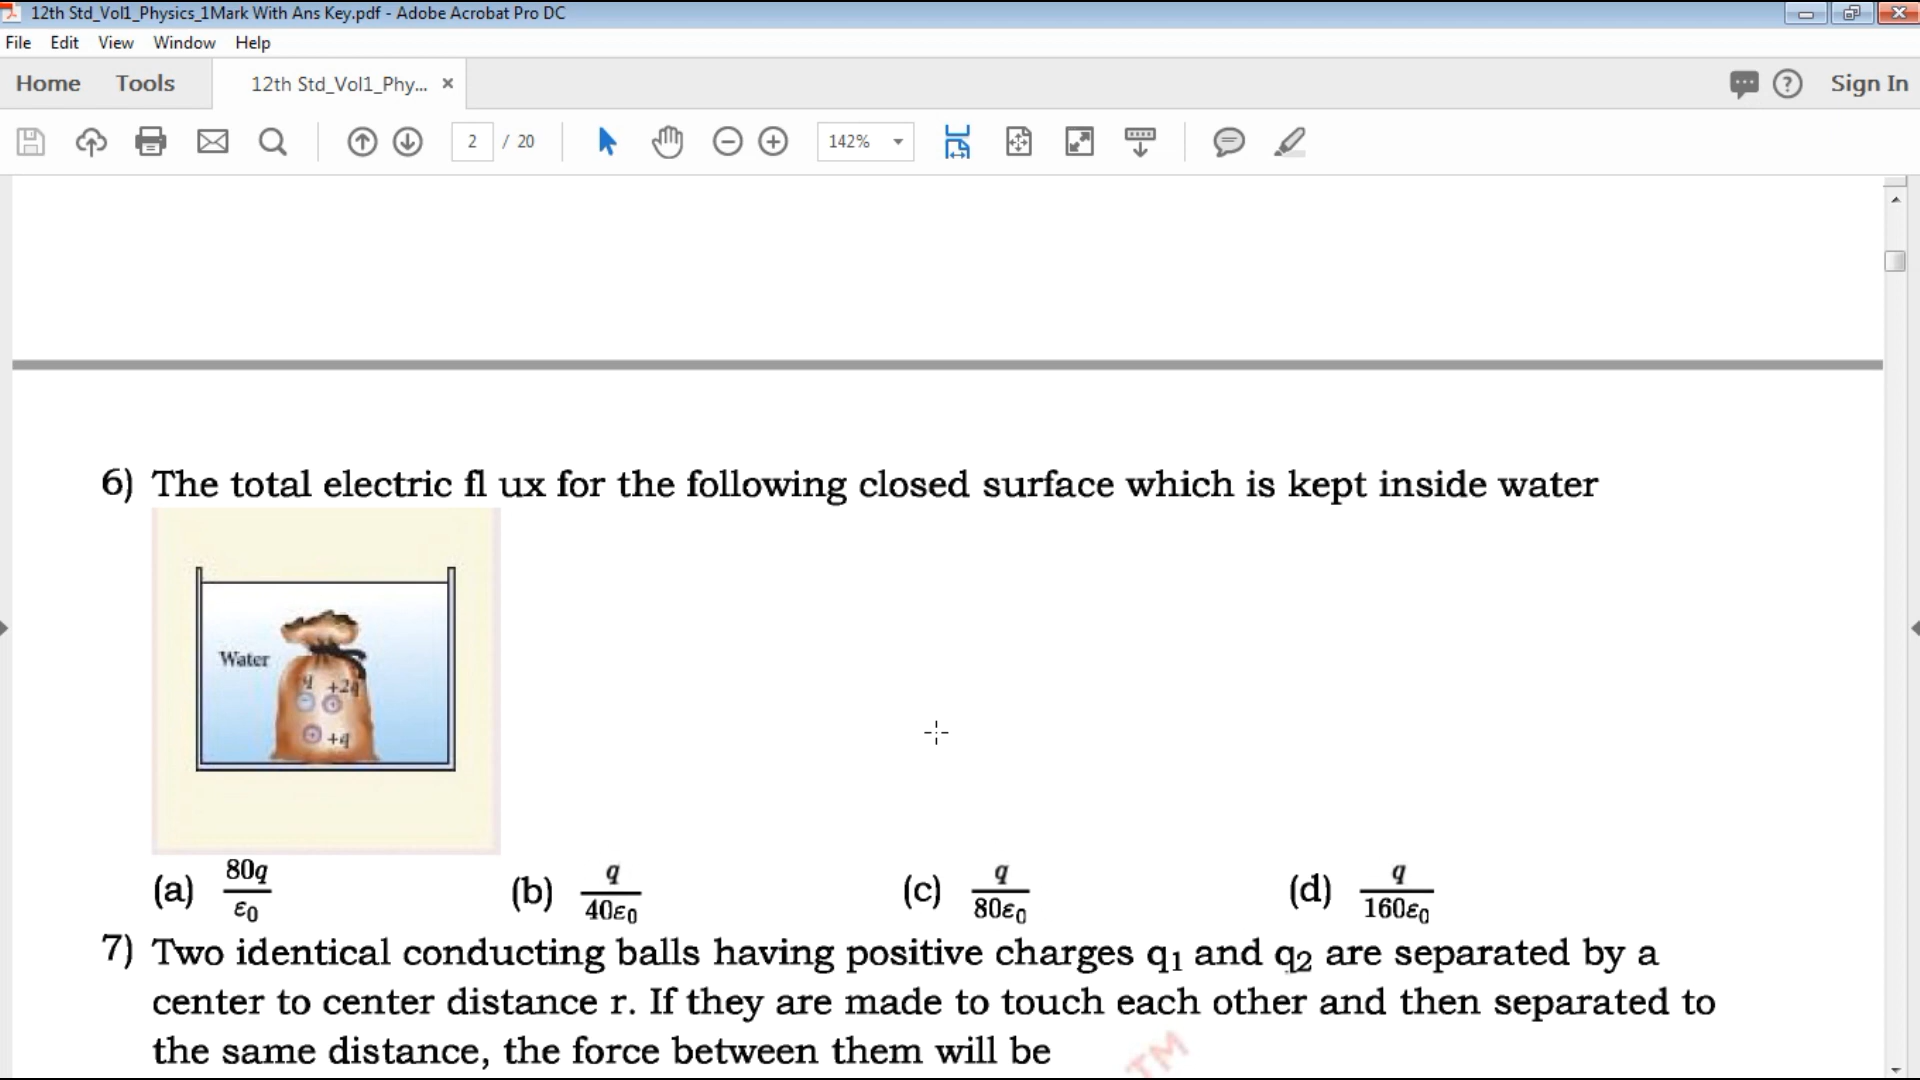 12th Std_Vol1_Physics_1Mark With Ans Key.pdf - Adobe Acrobat Pro DC
File Edit View Window Help
Home Tools 12th Std_Vol1_Phy... × Sign In
2 / 20 142%
6) The total electric fl ux for the following closed surface which is kept inside water
Water
q +2q
+q
(a) 80q/ε₀ (b) q/40ε₀ (c) q/80ε₀ (d) q/160ε₀
7) Two identical conducting balls having positive charges q₁ and q₂ are separated by a
center to center distance r. If they are made to touch each other and then separated to
the same distance, the force between them will be
TM